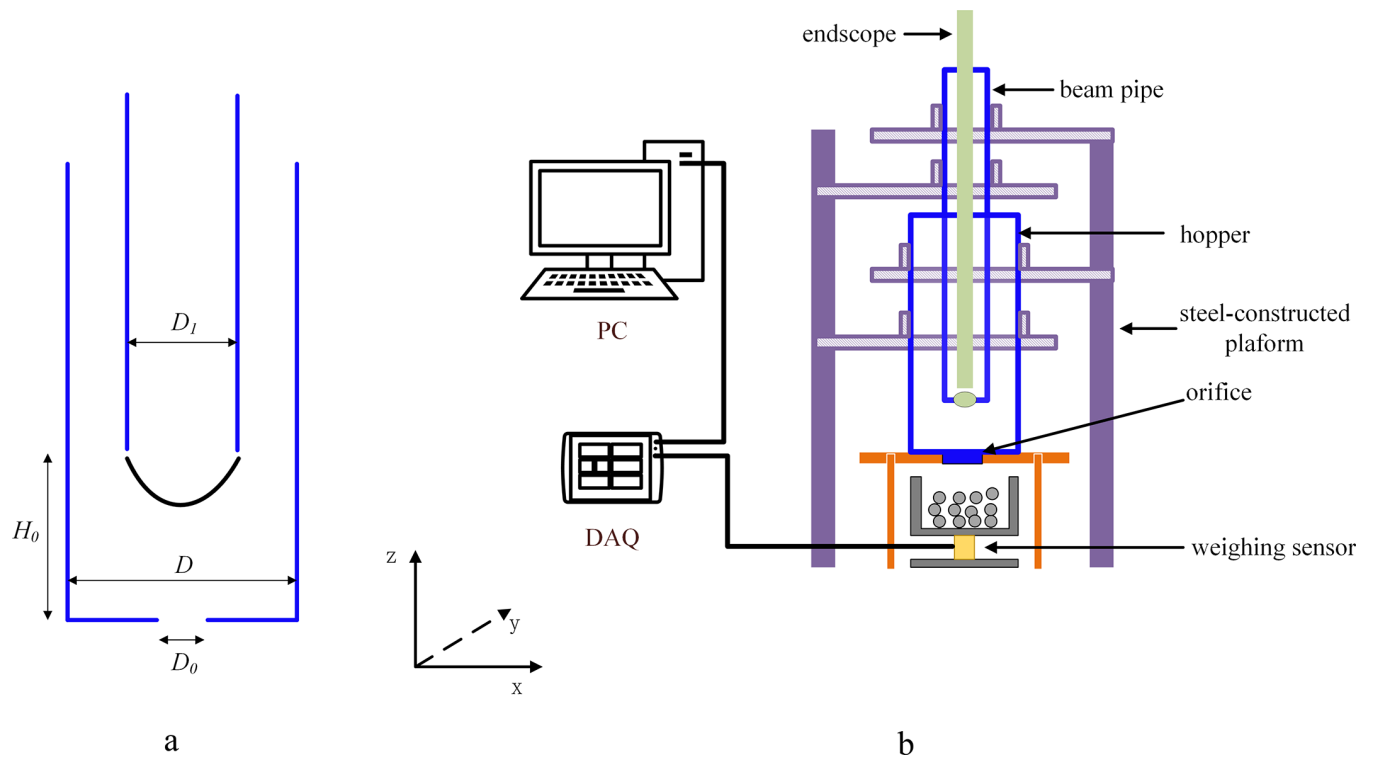 endscope
beam pipe
hopper
steel-constructed
plaform
orifice
weighing sensor
PC
DAQ
D1
H0
D
D0
z
y
x
a
b